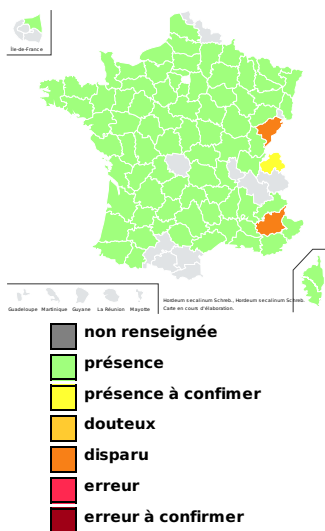 Île-de-France
Guadeloupe Martinique Guyane La Réunion Mayotte
Hordeum secalinum Schreb., Hordeum secalinum Schreb.
Carte en cours d'élaboration.
non renseignée
présence
présence à confimer
douteux
disparu
erreur
erreur à confirmer